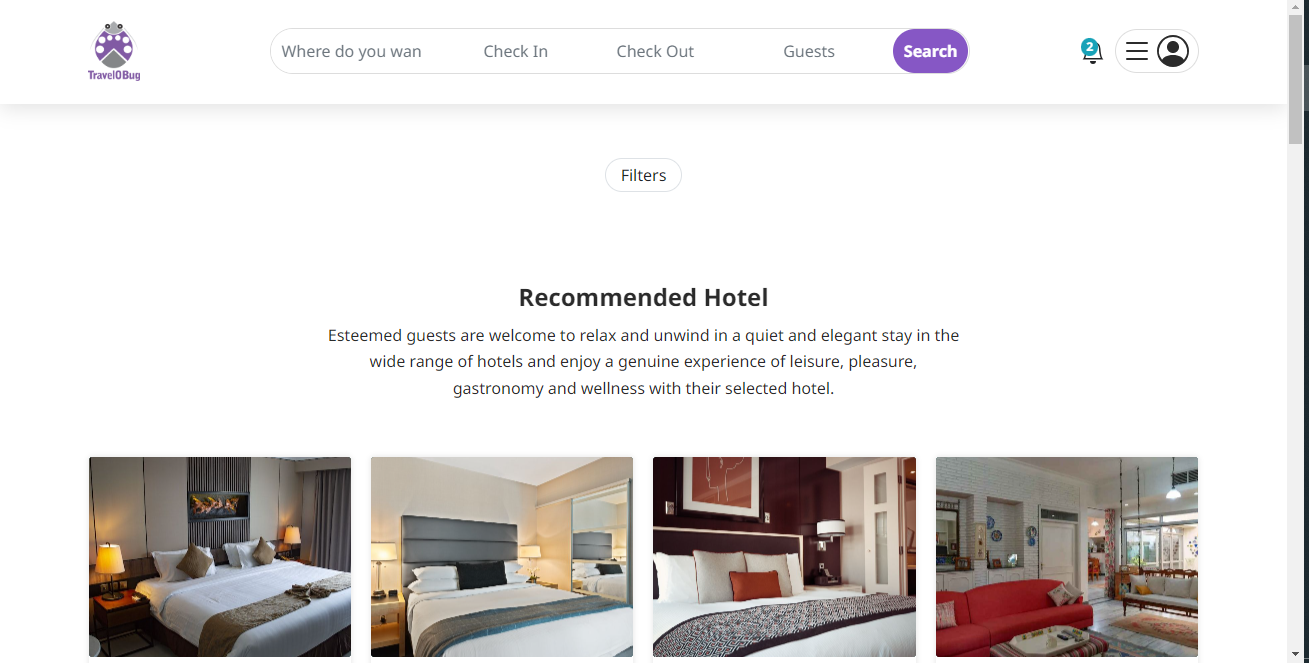 TravelOBug
Where do you wan
Check In
Check Out
Guests
Search
2
Filters
Recommended Hotel
Esteemed guests are welcome to relax and unwind in a quiet and elegant stay in the
wide range of hotels and enjoy a genuine experience of leisure, pleasure,
gastronomy and wellness with their selected hotel.